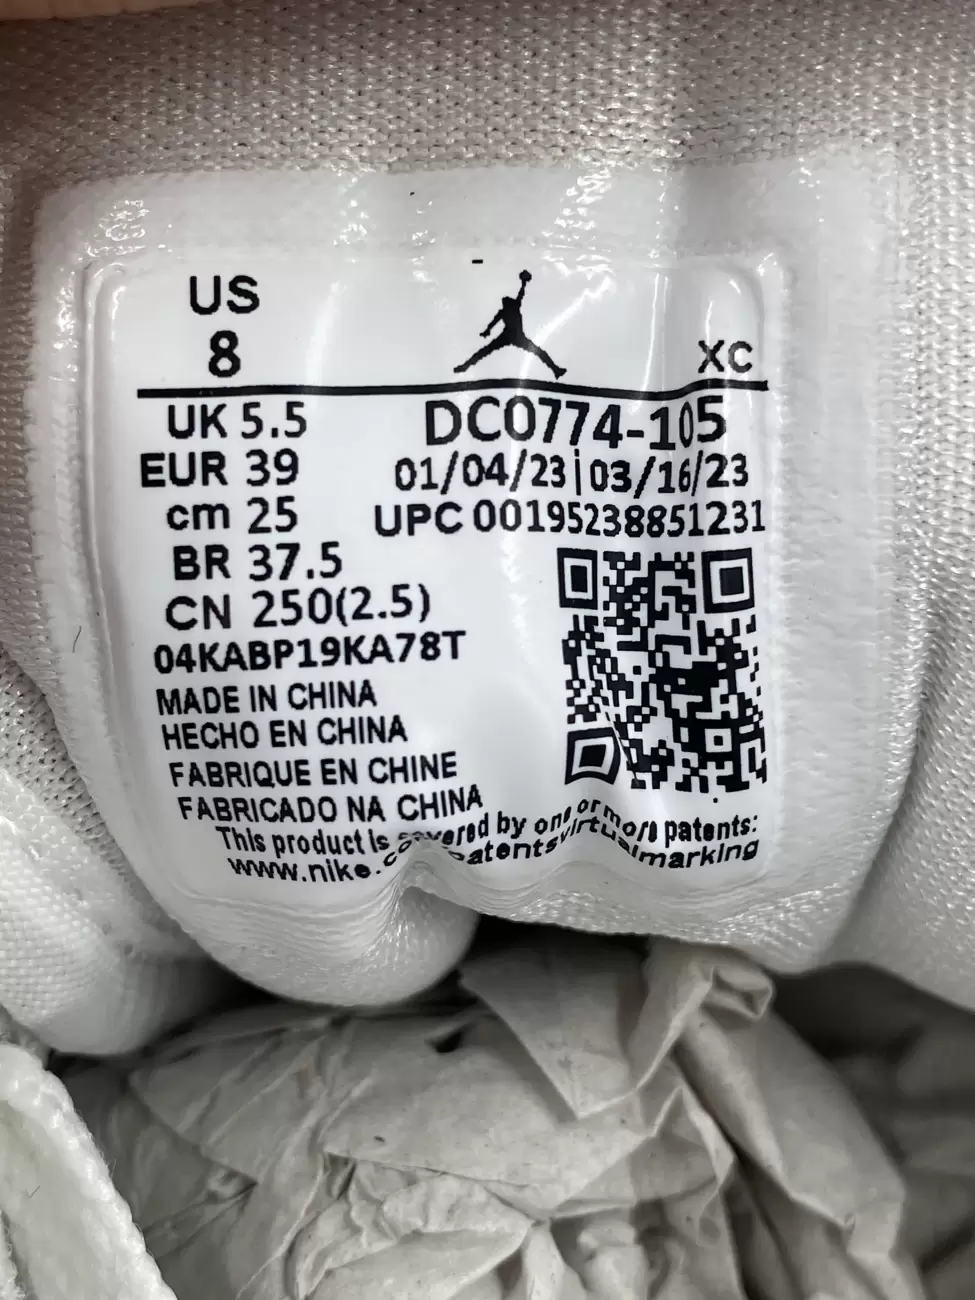 US
8
XC
UK 5.5
DC0774-105
EUR 39
01/04/23|03/16/23
cm 25
UPC 00195238851231
BR 37.5
CN 250(2.5)
04KABP19KA78T
MADE IN CHINA
HECHO EN CHINA
FABRIQUE EN CHINE
FABRICADO NA CHINA
This product is covered by one or more patents:
www.nike.com/patentsvirtualmarking